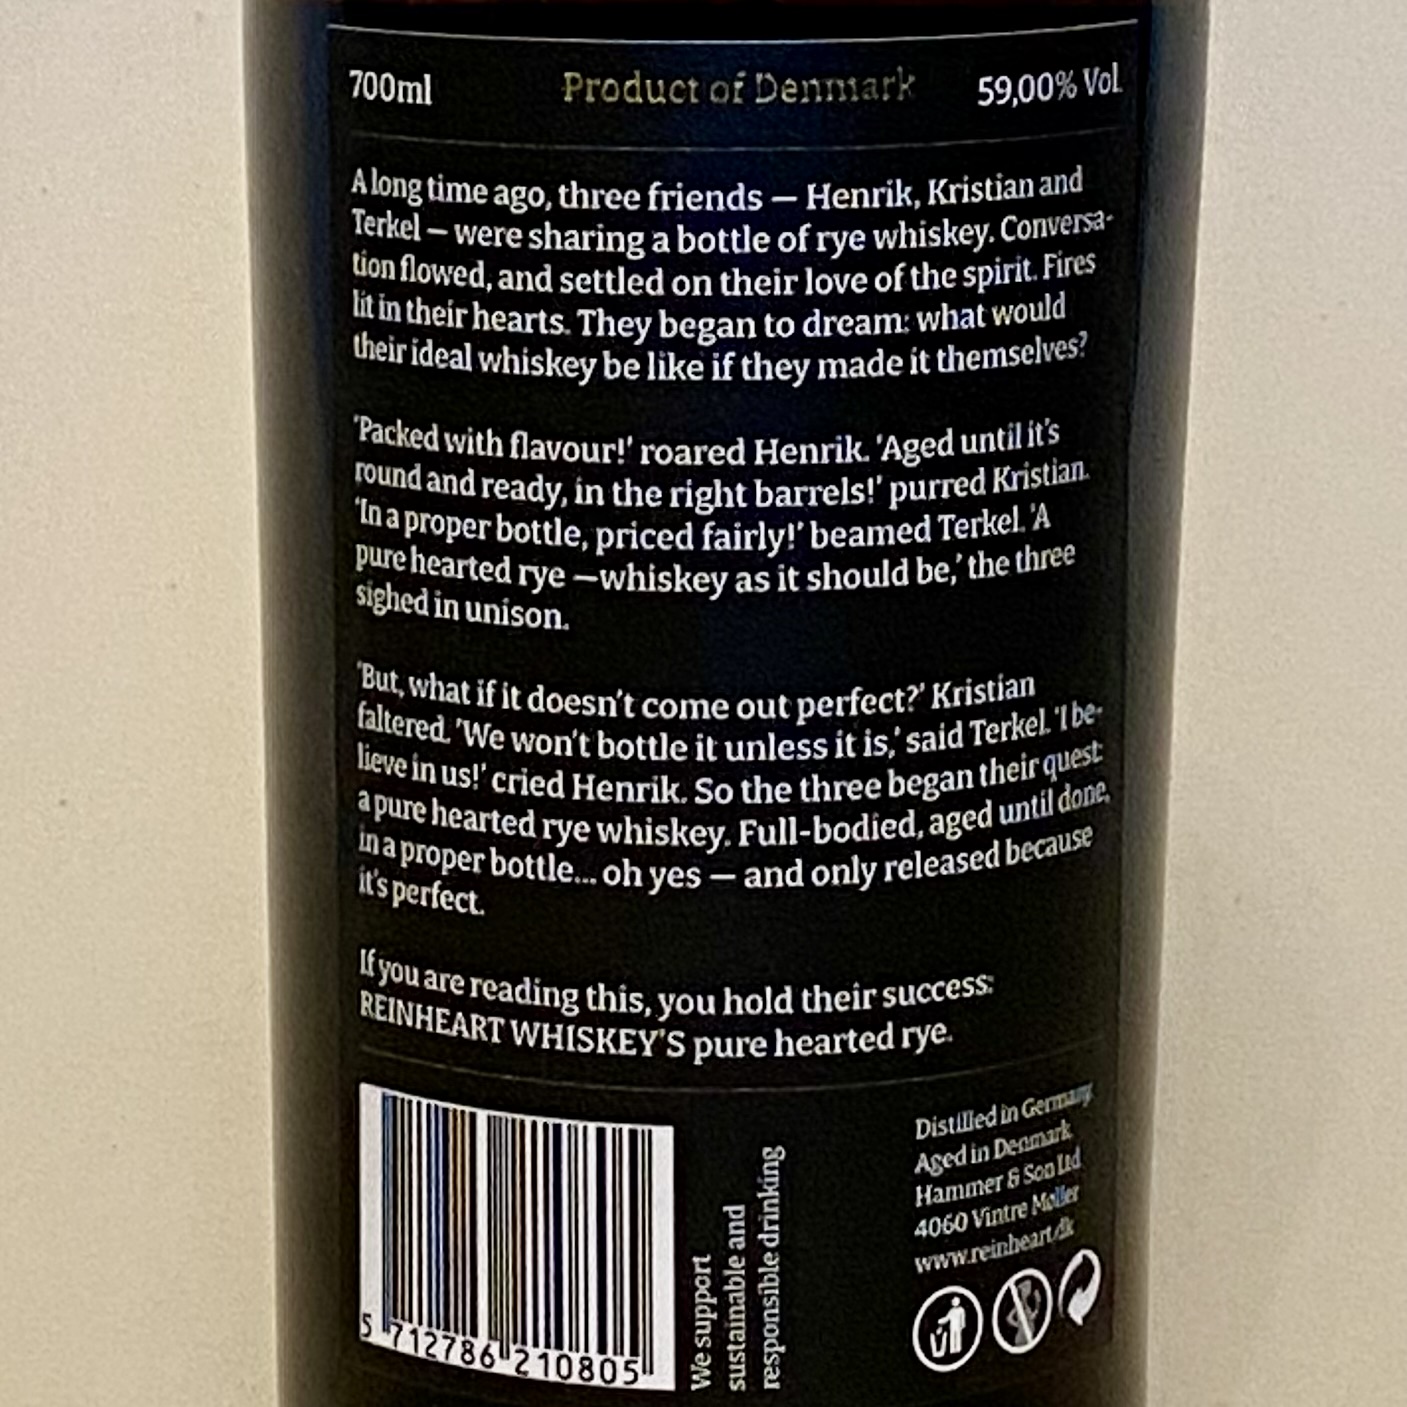 700ml Product of Denmark 59,00% Vol.
A long time ago, three friends — Henrik, Kristian and
Terkel — were sharing a bottle of rye whiskey. Conversa-
tion flowed, and settled on their love of the spirit. Fires
lit in their hearts. They began to dream: what would
their ideal whiskey be like if they made it themselves?
'Packed with flavour!' roared Henrik. 'Aged until it's
round and ready, in the right barrels!' purred Kristian.
'In a proper bottle, priced fairly!' beamed Terkel. 'A
pure hearted rye —whiskey as it should be,' the three
sighed in unison.
'But, what if it doesn't come out perfect?' Kristian
faltered. 'We won't bottle it unless it is,' said Terkel. 'I be-
lieve in us!' cried Henrik. So the three began their quest:
a pure hearted rye whiskey. Full-bodied, aged until done,
in a proper bottle... oh yes — and only released because
it's perfect.
If you are reading this, you hold their success:
REINHEART WHISKEY'S pure hearted rye.
5 712786 210805
We support
sustainable and
responsible drinking
Distilled in Germany
Aged in Denmark
Hammer & Son Ltd
4060 Vintre Møller
www.reinheart.dk